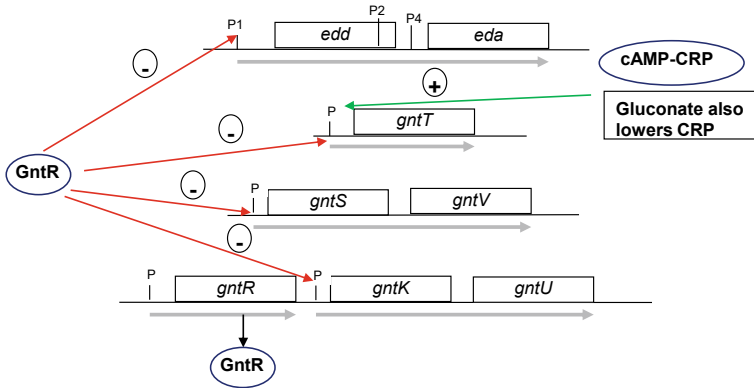 P1 edd P2 P4 eda
-
cAMP-CRP
+
P gntT
Gluconate also
lowers CRP
-
GntR
-
P gntS gntV
-
P gntR P gntK gntU
GntR